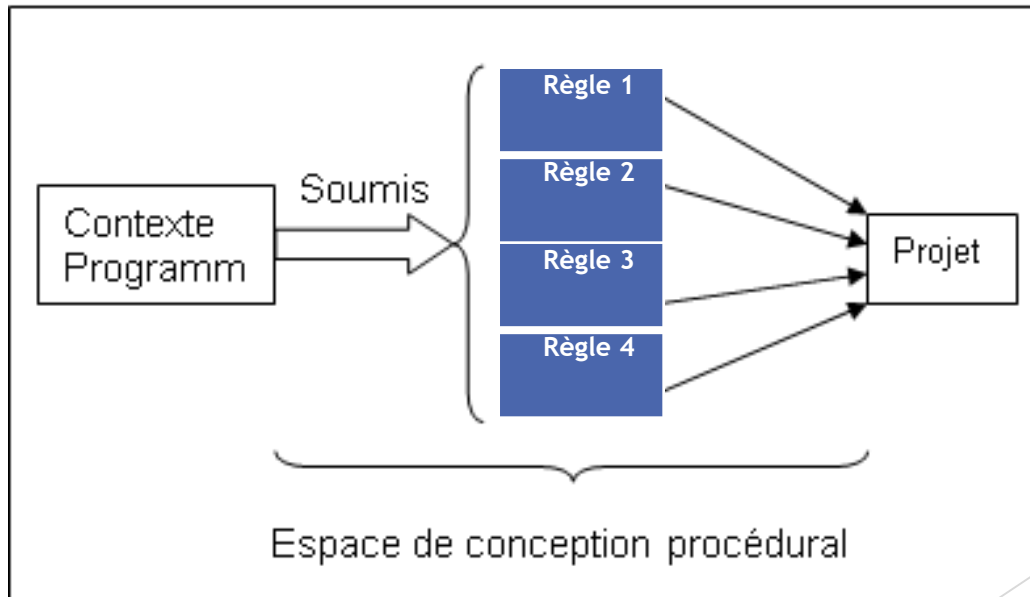 Règle 1
Règle 2
Soumis
Contexte
Programm
Règle 3
Projet
Règle 4
Espace de conception procédural